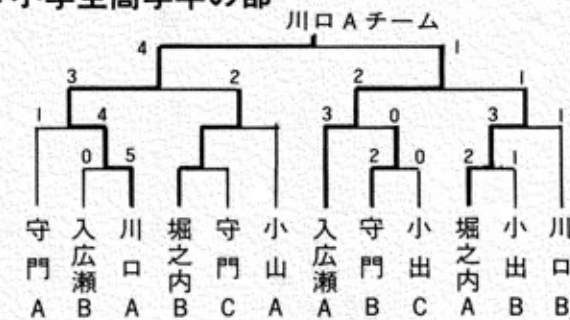 小学生高学年の部
川口Aチーム
4 1
3 2 2 1
1 4 3 0 3 1
0 5 2 0 2 1
守門A
入広瀬B
川口A
堀之内B
守門C
小山A
入広瀬A
守門B
小出C
堀之内A
小出B
川口B